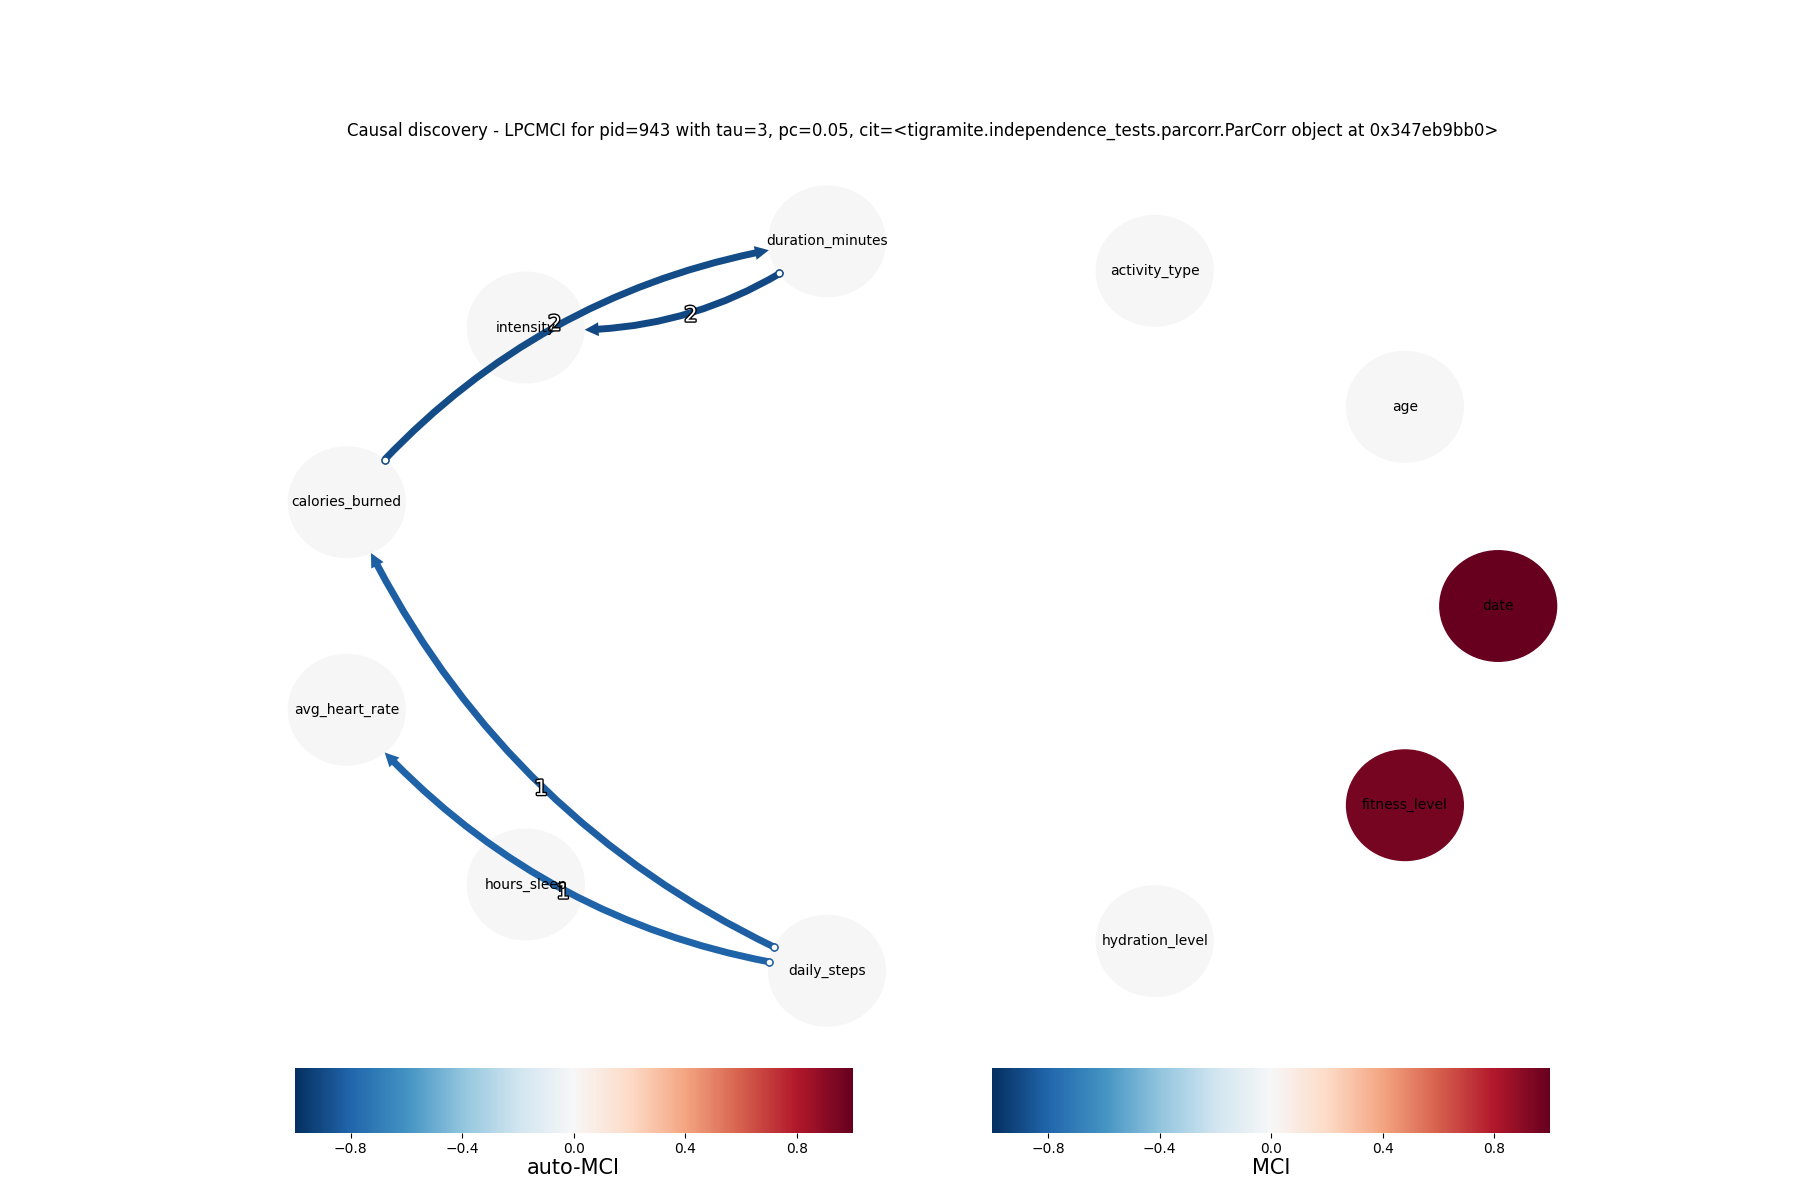 Causal discovery - LPCMCI for pid=943 with tau=3, pc=0.05, cit=<tigramite.independence_tests.parcorr.ParCorr object at 0x347eb9bb0>
duration_minutes
activity_type
2
intensity
2
age
calories_burned
date
avg_heart_rate
1
fitness_level
hours_sleep
1
hydration_level
daily_steps
−0.8 −0.4 0.0 0.4 0.8
auto-MCI
−0.8 −0.4 0.0 0.4 0.8
MCI